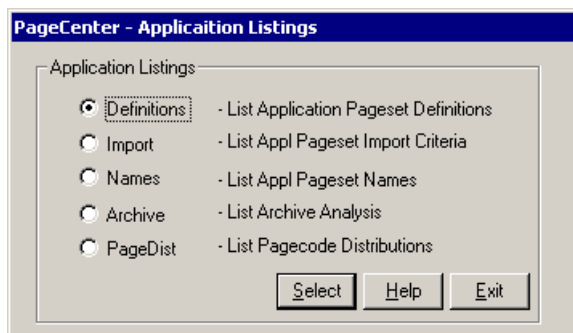 PageCenter - Applicaition Listings
Application Listings
Definitions - List Application Pageset Definitions
Import - List Appl Pageset Import Criteria
Names - List Appl Pageset Names
Archive - List Archive Analysis
PageDist - List Pagecode Distributions
Select Help Exit